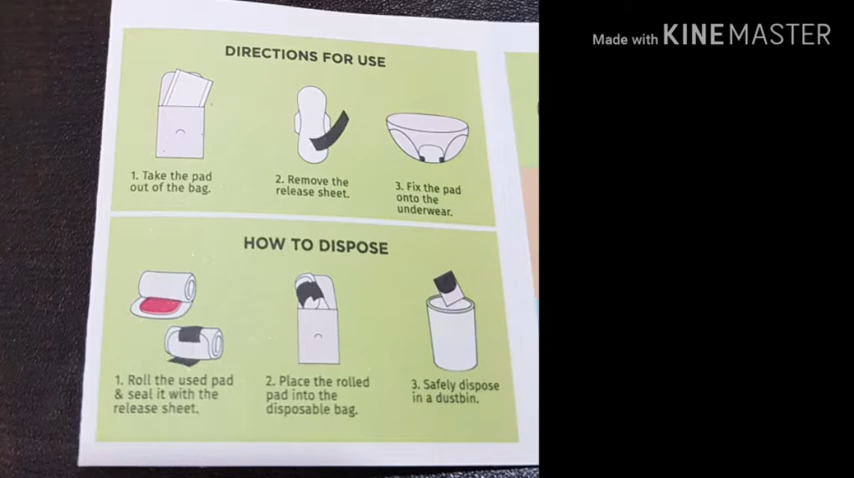 Made with KINEMASTER
DIRECTIONS FOR USE
1. Take the pad
out of the bag.
2. Remove the
release sheet.
3. Fix the pad
onto the
underwear.
HOW TO DISPOSE
1. Roll the used pad
& seal it with the
release sheet.
2. Place the rolled
pad into the
disposable bag.
3. Safely dispose
in a dustbin.